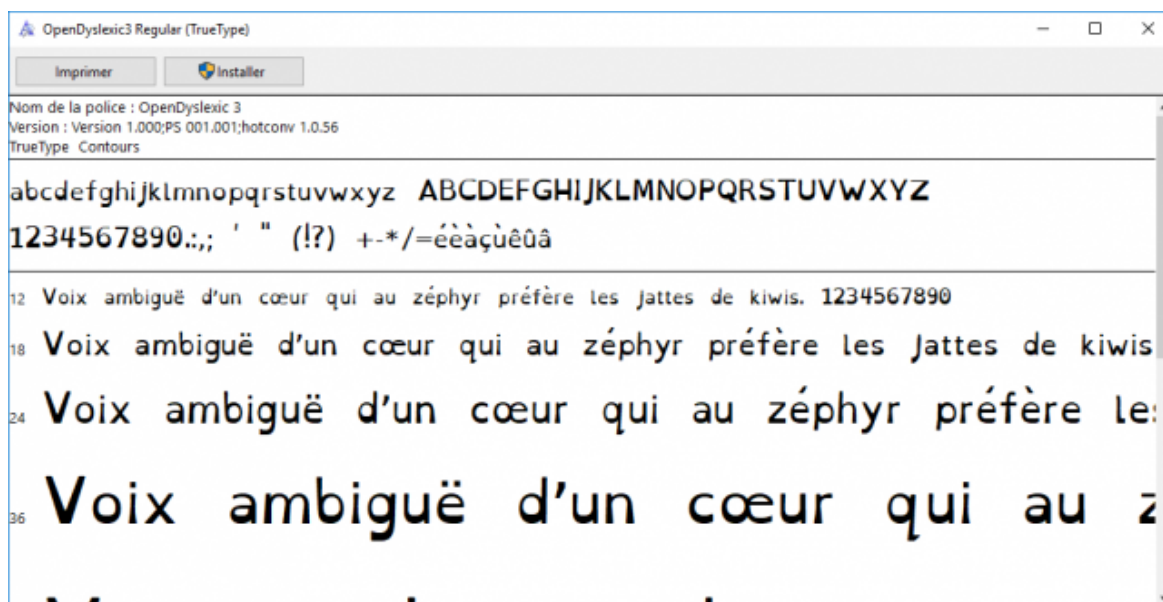 OpenDyslexic3 Regular (TrueType)
Imprimer Installer
Nom de la police : OpenDyslexic 3
Version : Version 1.000;PS 001.001;hotconv 1.0.56
TrueType Contours
abcdefghijklmnopqrstuvwxyz ABCDEFGHIJKLMNOPQRSTUVWXYZ
1234567890.:,; ' " (!?) +-*/=éèàçùêûâ
12 Voix ambiguë d'un cœur qui au zéphyr préfère les jattes de kiwis. 1234567890
18 Voix ambiguë d'un cœur qui au zéphyr préfère les jattes de kiwis
24 Voix ambiguë d'un cœur qui au zéphyr préfère les
36 Voix ambiguë d'un cœur qui au z